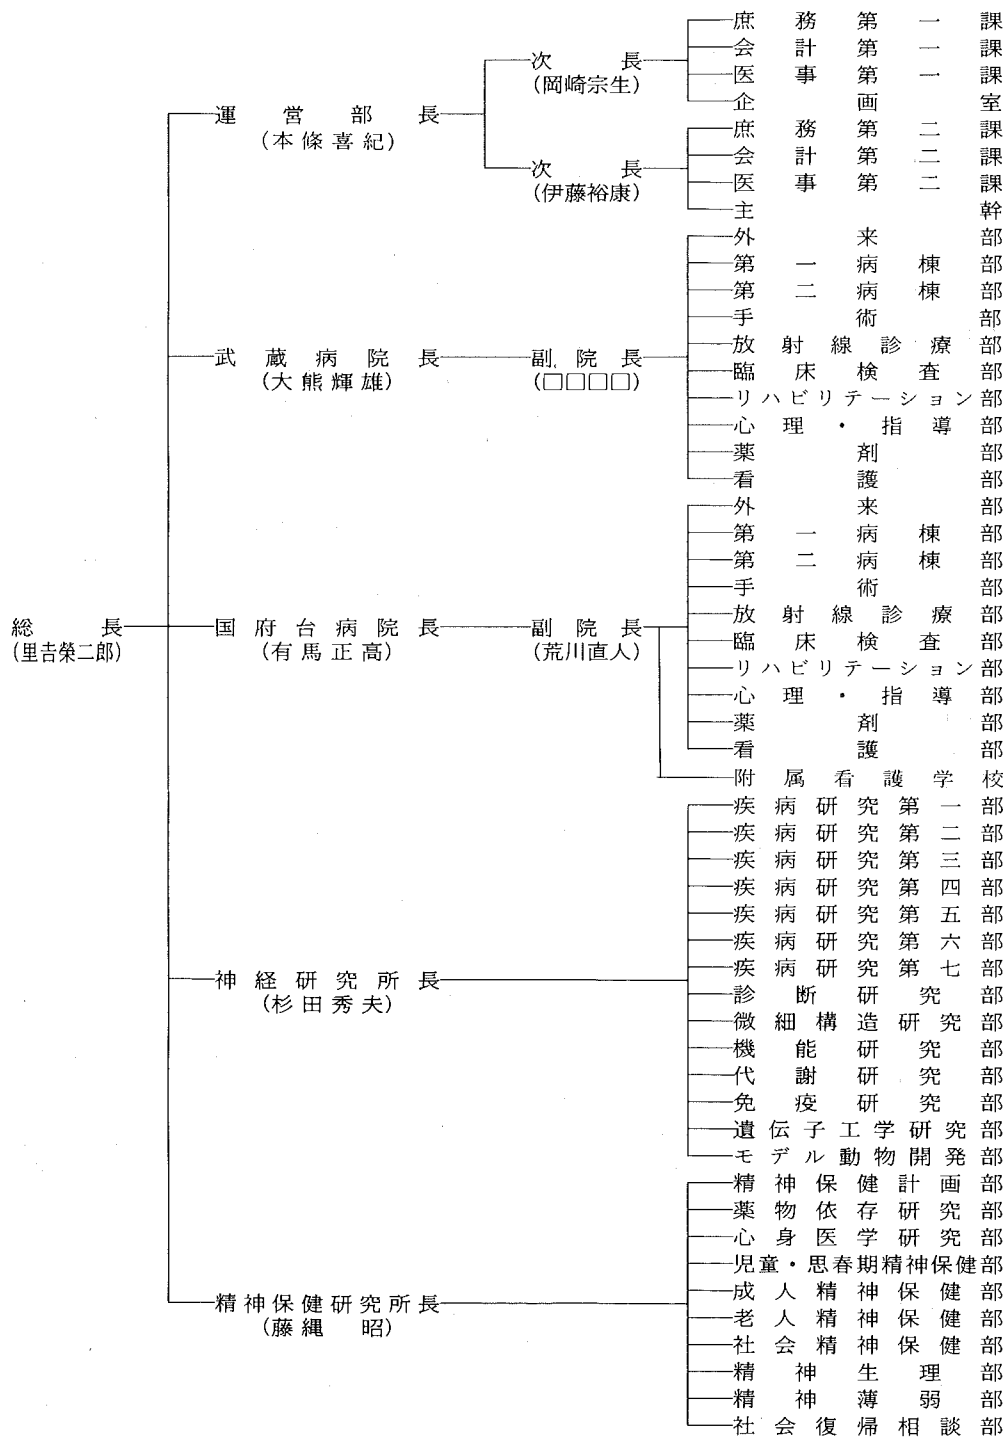 総長
(里吉榮二郎)
運営部長
(本條喜紀)
次長
(岡崎宗生)
庶務第一課
会計第一課
医事第一課
企画室
次長
(伊藤裕康)
庶務第二課
会計第二課
医事第二課
主幹
武蔵病院長
(大熊輝雄)
副院長
(□□□□)
外来部
第一病棟部
第二病棟部
手術部
放射線診療部
臨床検査部
リハビリテーション部
心理・指導部
薬剤部
看護部
国府台病院長
(有馬正高)
副院長
(荒川直人)
外来部
第一病棟部
第二病棟部
手術部
放射線診療部
臨床検査部
リハビリテーション部
心理・指導部
薬剤部
看護部
附属看護学校
神経研究所長
(杉田秀夫)
疾病研究第一部
疾病研究第二部
疾病研究第三部
疾病研究第四部
疾病研究第五部
疾病研究第六部
疾病研究第七部
診断研究部
微細構造研究部
機能研究部
代謝研究部
免疫研究部
遺伝子工学研究部
モデル動物開発部
精神保健研究所長
(藤縄昭)
精神保健計画部
薬物依存研究部
心身医学研究部
児童・思春期精神保健部
成人精神保健部
老人精神保健部
社会精神保健部
精神生理部
精神薄弱部
社会復帰相談部